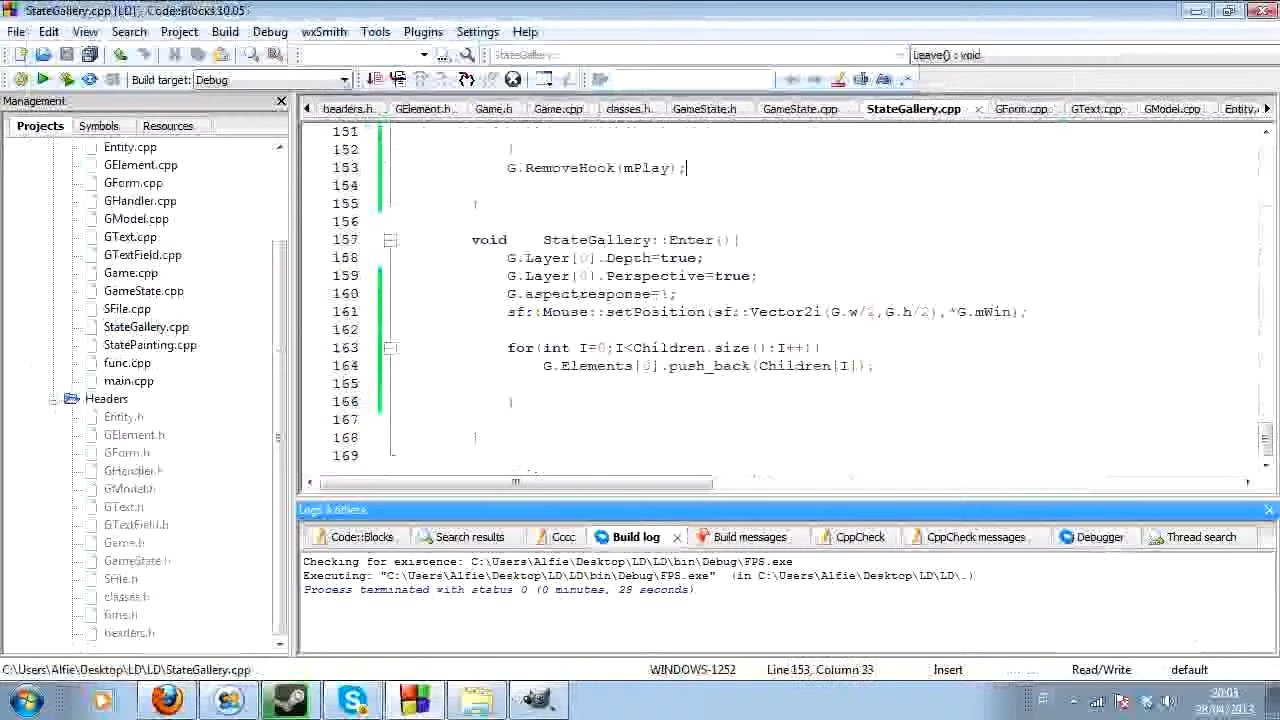 StateGallery.cpp [LD] - Code::Blocks 10.05
File Edit View Search Project Build Debug wxSmith Tools Plugins Settings Help
StateGallery:: Leave() : void
Build target: Debug
Management
Projects Symbols Resources
headers.h GElement.h Game.h Game.cpp classes.h GameState.h GameState.cpp StateGallery.cpp GForm.cpp GText.cpp GModel.cpp Entity.
Entity.cpp
GElement.cpp
GForm.cpp
GHandler.cpp
GModel.cpp
GText.cpp
GTextField.cpp
Game.cpp
GameState.cpp
SFile.cpp
StateGallery.cpp
StatePainting.cpp
func.cpp
main.cpp
Headers
Entity.h
GElement.h
GForm.h
GHandler.h
GModel.h
GText.h
GTextField.h
Game.h
GameState.h
SFile.h
classes.h
headers.h
151
152 }
153 G.RemoveHook(mPlay);
154
155 }
156
157 void StateGallery::Enter(){
158 G.Layer[0].Depth=true;
159 G.Layer[0].Perspective=true;
160 G.aspectresponse=1;
161 sf::Mouse::setPosition(sf::Vector2i(G.w/2,G.h/2),*G.mWin);
162
163 for(int I=0;I<Children.size();I++){
164 G.Elements[0].push_back(Children[I]);
165
166 }
167
168 }
169
Logs & others
Code::Blocks Search results Cccc Build log Build messages CppCheck CppCheck messages Debugger Thread search
Checking for existence: C:\Users\Alfie\Desktop\LD\LD\bin\Debug\FPS.exe
Executing: "C:\Users\Alfie\Desktop\LD\LD\bin\Debug\FPS.exe" (in C:\Users\Alfie\Desktop\LD\LD\.)
Process terminated with status 0 (0 minutes, 29 seconds)
C:\Users\Alfie\Desktop\LD\LD\StateGallery.cpp WINDOWS-1252 Line 153, Column 23 Insert Read/Write default
20:03
28/04/2013